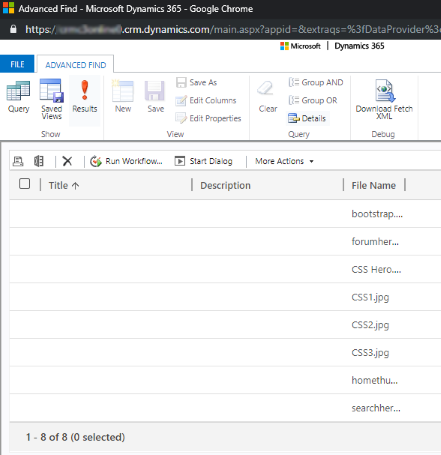 Advanced Find - Microsoft Dynamics 365 - Google Chrome
https:// .crm.dynamics.com/main.aspx?appid=&extraqs=%3fDataProvider%3
Microsoft | Dynamics 365
FILE ADVANCED FIND
Query Saved Views Results New Save Save As Edit Columns Edit Properties Clear Group AND Group OR Details Download Fetch XML
Show View Query Debug
Run Workflow... Start Dialog More Actions
Title Description File Name
bootstrap....
forumher...
CSS Hero....
CSS1.jpg
CSS2.jpg
CSS3.jpg
homethu...
searchher...
1 - 8 of 8 (0 selected)